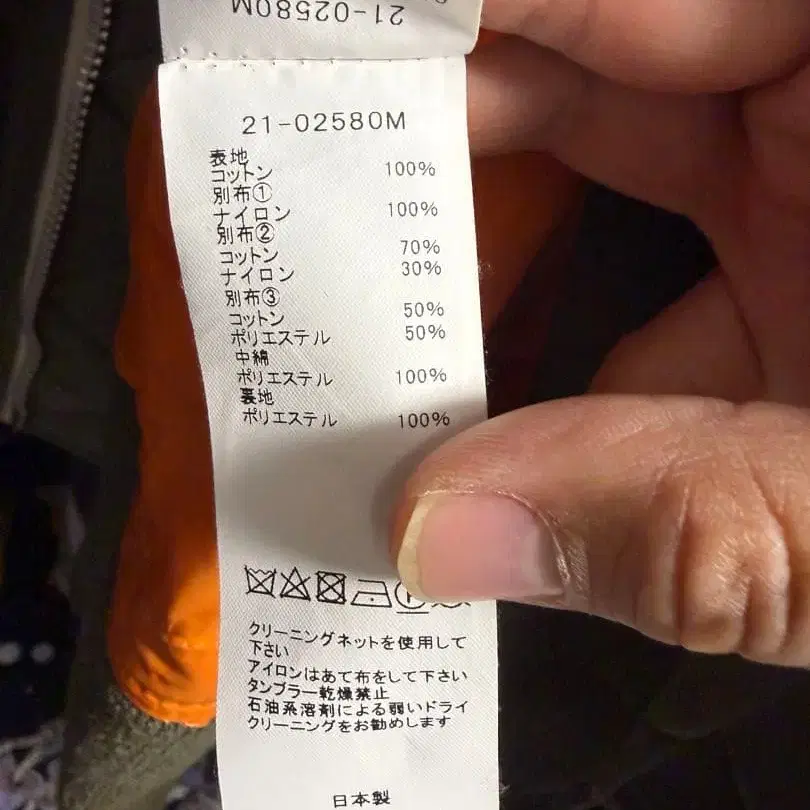 21-02580M
21-02580M
表地
コットン 100%
別布①
ナイロン 100%
別布②
コットン 70%
ナイロン 30%
別布③
コットン 50%
ポリエステル 50%
中綿
ポリエステル 100%
裏地
ポリエステル 100%
クリーニングネットを使用して
下さい
アイロンはあて布をして下さい
タンブラー乾燥禁止
石油系溶剤による弱いドライ
クリーニングをお勧めします
日本製